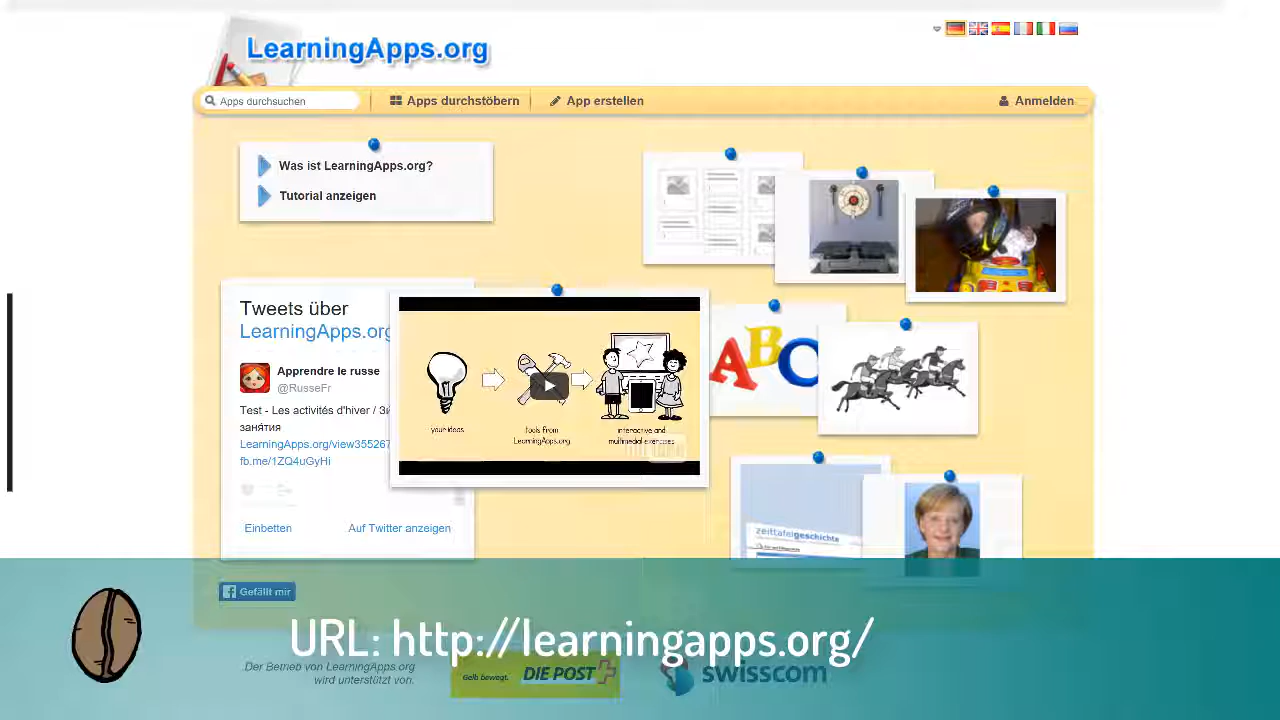 LearningApps.org
Apps durchsuchen
Apps durchstöbern
App erstellen
Anmelden
Was ist LearningApps.org?
Tutorial anzeigen
Tweets über
LearningApps.org
Apprendre le russe
@RusseFr
Test - Les activités d'hiver /
заня́тия
LearningApps.org/view355267
fb.me/1ZQ4uGyHi
Einbetten
Auf Twitter anzeigen
your ideas
tools from
LearningApps.org
interactive and
multimedial exercises
ABC
zeittafelgeschichte
Gefällt mir
URL: http://learningapps.org/
Der Betrieb von LearningApps.org
wird unterstützt von:
Gelb bewegt.
DIE POST
swisscom